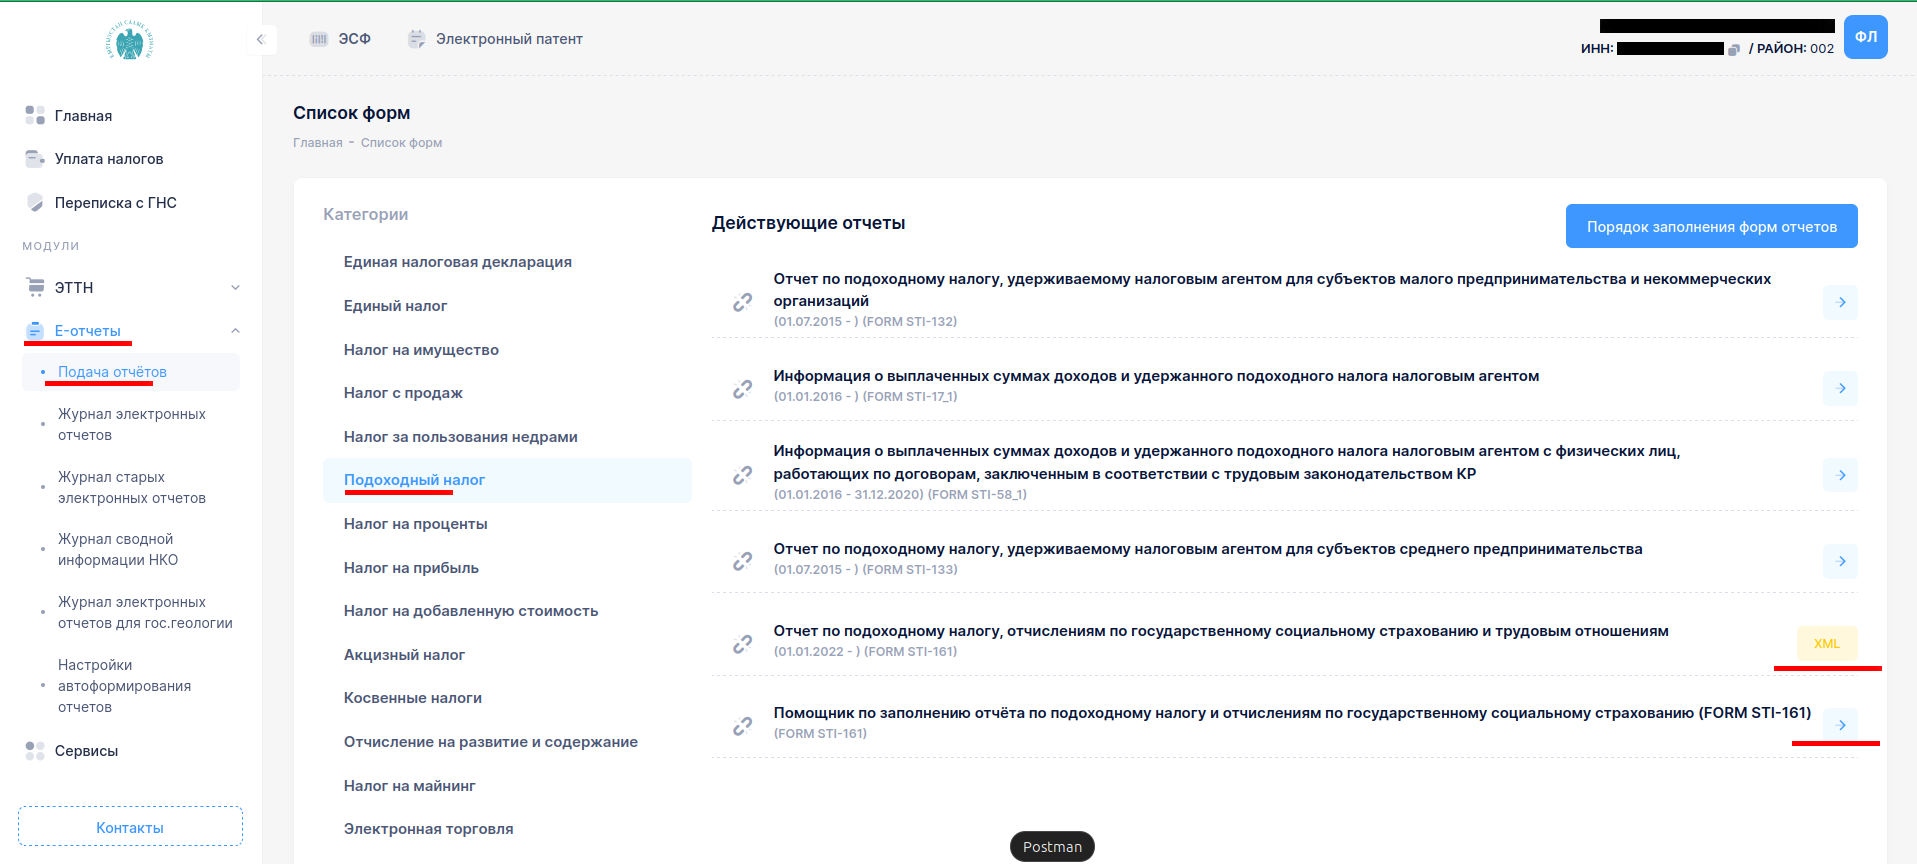 ЭСФ
Электронный патент
ИНН:
/ РАЙОН: 002
ФЛ
Главная
Уплата налогов
Переписка с ГНС
МОДУЛИ
ЭТТН
Е-отчеты
Подача отчётов
Журнал электронных
отчетов
Журнал старых
электронных отчетов
Журнал сводной
информации НКО
Журнал электронных
отчетов для гос.геологии
Настройки
автоформирования
отчетов
Сервисы
Контакты
Список форм
Главная - Список форм
Категории
Единая налоговая декларация
Единый налог
Налог на имущество
Налог с продаж
Налог за пользования недрами
Подоходный налог
Налог на проценты
Налог на прибыль
Налог на добавленную стоимость
Акцизный налог
Косвенные налоги
Отчисление на развитие и содержание
Налог на майнинг
Электронная торговля
Действующие отчеты
Порядок заполнения форм отчетов
Отчет по подоходному налогу, удерживаемому налоговым агентом для субъектов малого предпринимательства и некоммерческих
организаций
(01.07.2015 - ) (FORM STI-132)
Информация о выплаченных суммах доходов и удержанного подоходного налога налоговым агентом
(01.01.2016 - ) (FORM STI-17_1)
Информация о выплаченных суммах доходов и удержанного подоходного налога налоговым агентом с физических лиц,
работающих по договорам, заключенным в соответствии с трудовым законодательством КР
(01.01.2016 - 31.12.2020) (FORM STI-58_1)
Отчет по подоходному налогу, удерживаемому налоговым агентом для субъектов среднего предпринимательства
(01.07.2015 - ) (FORM STI-133)
Отчет по подоходному налогу, отчислениям по государственному социальному страхованию и трудовым отношениям
(01.01.2022 - ) (FORM STI-161)
XML
Помощник по заполнению отчёта по подоходному налогу и отчислениям по государственному социальному страхованию (FORM STI-161)
(FORM STI-161)
Postman